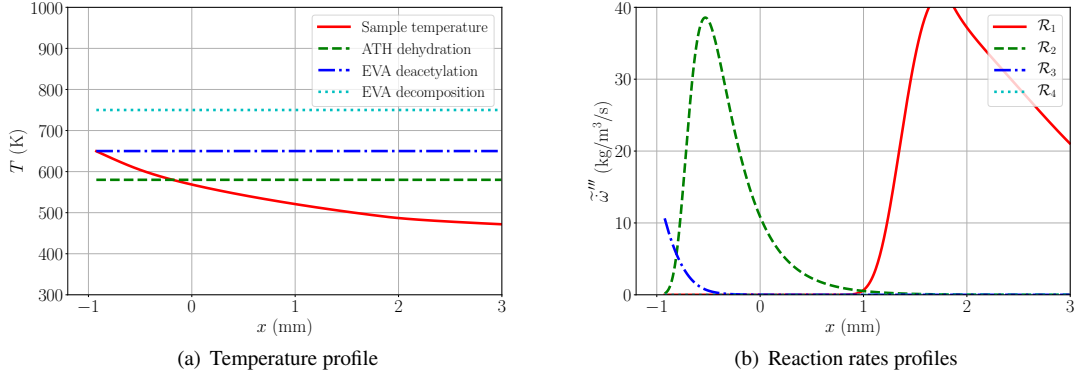 1000
900
800
700
600
500
400
300
T (K)
Sample temperature
ATH dehydration
EVA deacetylation
EVA decomposition
−1
0
1
2
3
x (mm)
(a) Temperature profile
40
30
20
10
0
ω̃̇‴ (kg/m³/s)
R₁
R₂
R₃
R₄
−1
0
1
2
3
x (mm)
(b) Reaction rates profiles